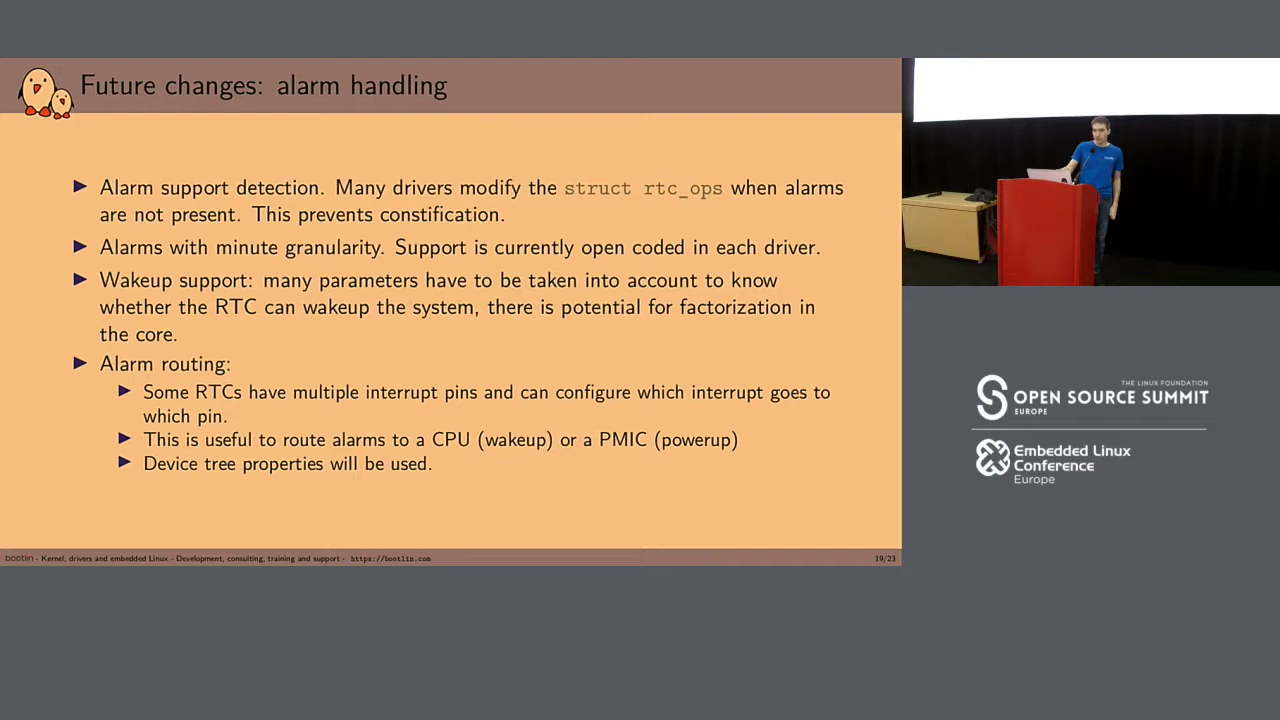 Future changes: alarm handling
Alarm support detection. Many drivers modify the struct rtc_ops when alarms
are not present. This prevents constification.
Alarms with minute granularity. Support is currently open coded in each driver.
Wakeup support: many parameters have to be taken into account to know
whether the RTC can wakeup the system, there is potential for factorization in
the core.
Alarm routing:
Some RTCs have multiple interrupt pins and can configure which interrupt goes to
which pin.
This is useful to route alarms to a CPU (wakeup) or a PMIC (powerup)
Device tree properties will be used.
bootlin - Kernel, drivers and embedded Linux - Development, consulting, training and support - https://bootlin.com
19/23
THE LINUX FOUNDATION
OPEN SOURCE SUMMIT
EUROPE
Embedded Linux
Conference
Europe